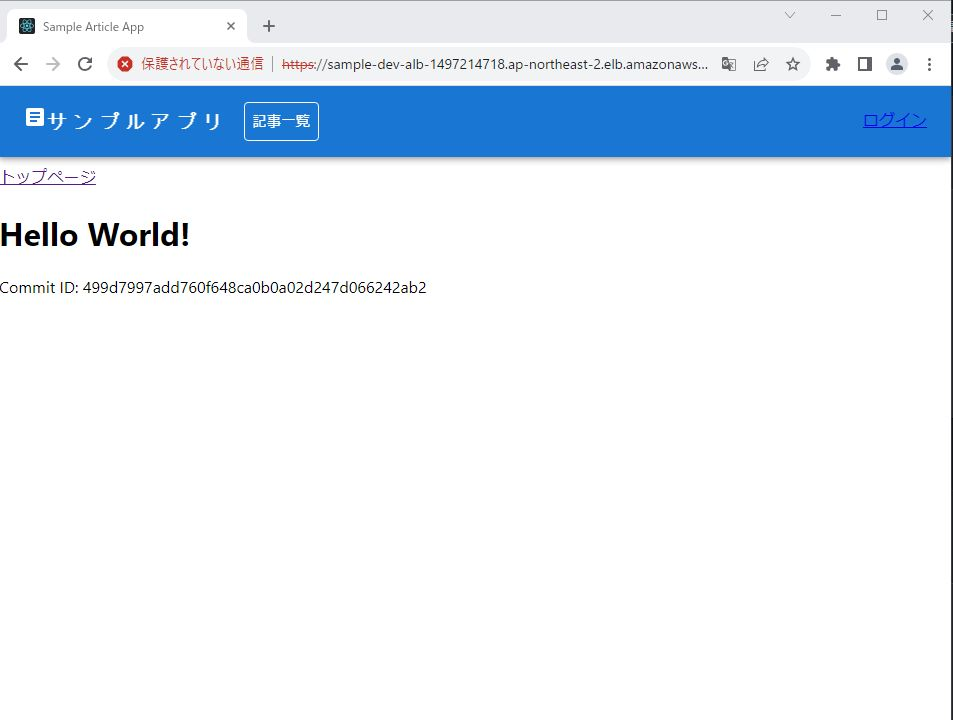 Sample Article App
保護されていない通信 https://sample-dev-alb-1497214718.ap-northeast-2.elb.amazonaws...
サンプルアプリ 記事一覧 ログイン
トップページ
Hello World!
Commit ID: 499d7997add760f648ca0b0a02d247d066242ab2